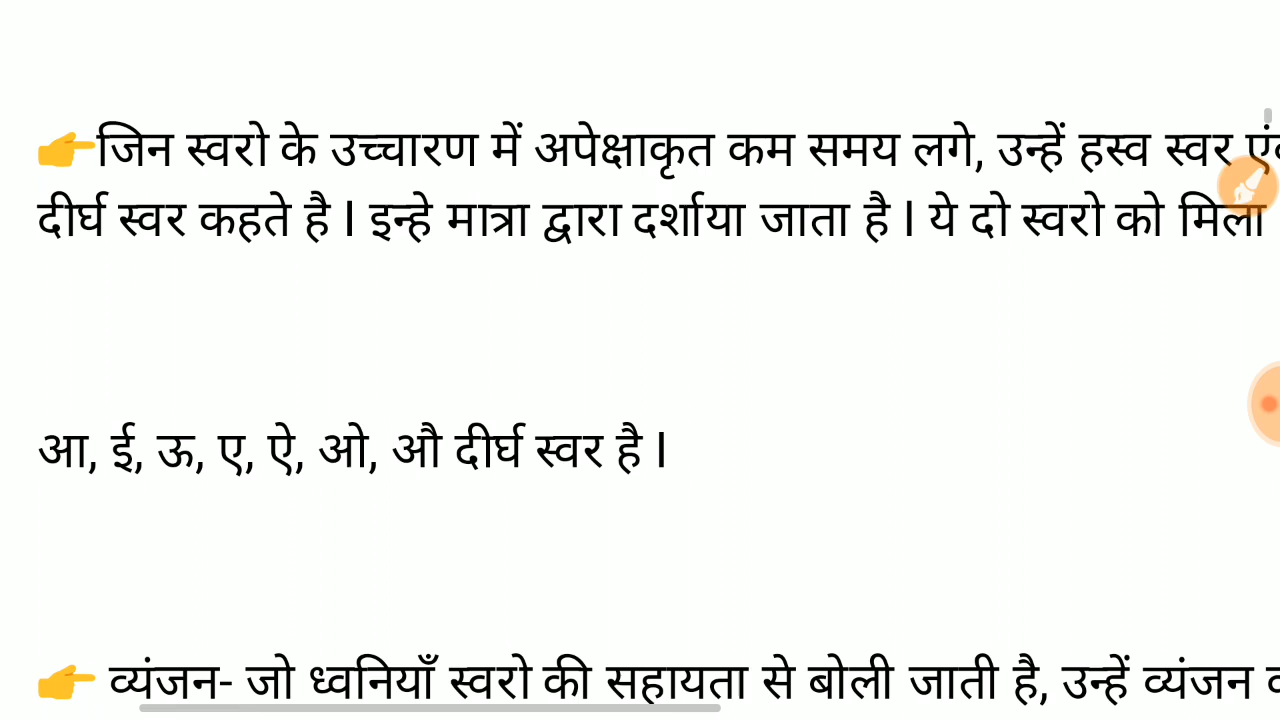 👉जिन स्वरो के उच्चारण में अपेक्षाकृत कम समय लगे, उन्हें हस्व स्वर
दीर्घ स्वर कहते है l इन्हे मात्रा द्वारा दर्शाया जाता है l ये दो स्वरो को मिला
आ, ई, ऊ, ए, ऐ, ओ, औ दीर्घ स्वर है l
👉 व्यंजन- जो ध्वनियाँ स्वरो की सहायता से बोली जाती है, उन्हें व्यंजन